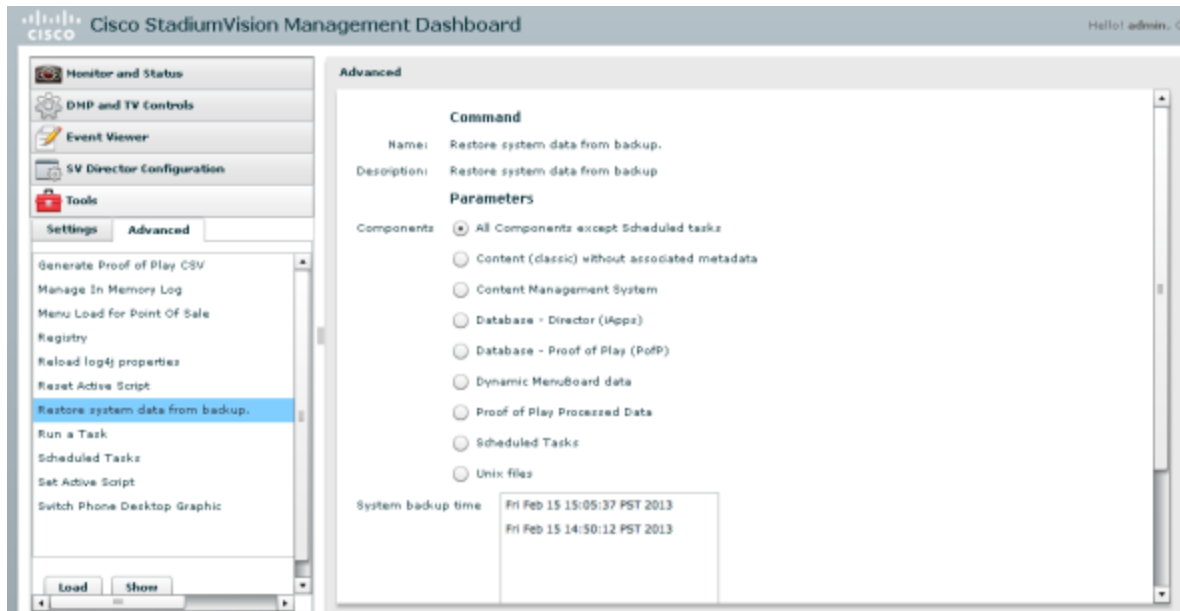 CISCO Cisco StadiumVision Management Dashboard
Hello! admin.
Monitor and Status
DMP and TV Controls
Event Viewer
SV Director Configuration
Tools
Settings Advanced
Generate Proof of Play CSV
Manage In Memory Log
Menu Load for Point Of Sale
Registry
Reload log4j properties
Reset Active Script
Restore system data from backup.
Run a Task
Scheduled Tasks
Set Active Script
Switch Phone Desktop Graphic
Load Show
Advanced
Command
Name: Restore system data from backup.
Description: Restore system data from backup
Parameters
Components All Components except Scheduled tasks
Content (classic) without associated metadata
Content Management System
Database - Director (iApps)
Database - Proof of Play (PofP)
Dynamic MenuBoard data
Proof of Play Processed Data
Scheduled Tasks
Unix files
System backup time Fri Feb 15 15:05:37 PST 2013
Fri Feb 15 14:50:12 PST 2013